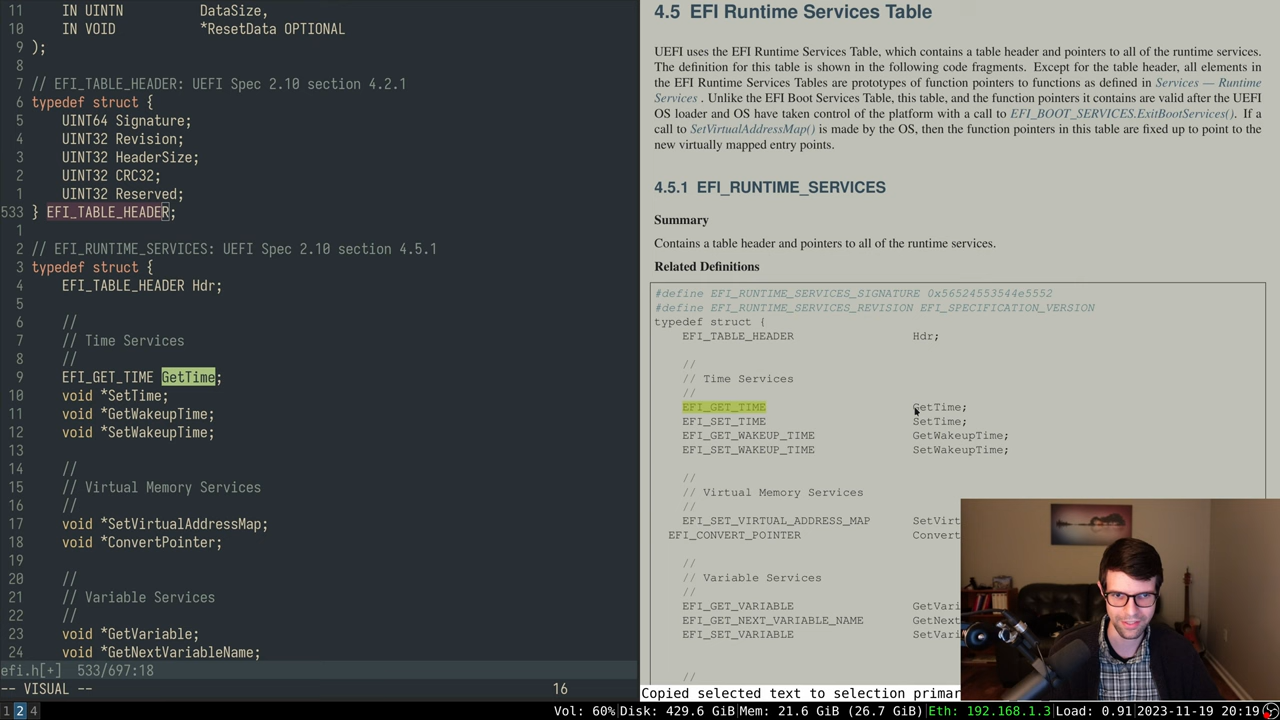 11     IN UINTN          DataSize,
10     IN VOID           *ResetData OPTIONAL
9 );
8
7 // EFI_TABLE_HEADER: UEFI Spec 2.10 section 4.2.1
6 typedef struct {
5     UINT64 Signature;
4     UINT32 Revision;
3     UINT32 HeaderSize;
2     UINT32 CRC32;
1     UINT32 Reserved;
533 } EFI_TABLE_HEADER;
1
2 // EFI_RUNTIME_SERVICES: UEFI Spec 2.10 section 4.5.1
3 typedef struct {
4     EFI_TABLE_HEADER Hdr;
5
6     //
7     // Time Services
8     //
9     EFI_GET_TIME GetTime;
10     void *SetTime;
11     void *GetWakeupTime;
12     void *SetWakeupTime;
13
14     //
15     // Virtual Memory Services
16     //
17     void *SetVirtualAddressMap;
18     void *ConvertPointer;
19
20     //
21     // Variable Services
22     //
23     void *GetVariable;
24     void *GetNextVariableName;
efi.h[+]  533/697:18
-- VISUAL --          16
4.5 EFI Runtime Services Table
UEFI uses the EFI Runtime Services Table, which contains a table header and pointers to all of the runtime services.
The definition for this table is shown in the following code fragments. Except for the table header, all elements in
the EFI Runtime Services Tables are prototypes of function pointers to functions as defined in Services — Runtime
Services . Unlike the EFI Boot Services Table, this table, and the function pointers it contains are valid after the UEFI
OS loader and OS have taken control of the platform with a call to EFI_BOOT_SERVICES.ExitBootServices(). If a
call to SetVirtualAddressMap() is made by the OS, then the function pointers in this table are fixed up to point to the
new virtually mapped entry points.
4.5.1 EFI_RUNTIME_SERVICES
Summary
Contains a table header and pointers to all of the runtime services.
Related Definitions
#define EFI_RUNTIME_SERVICES_SIGNATURE 0x56524553544e5552
#define EFI_RUNTIME_SERVICES_REVISION EFI_SPECIFICATION_VERSION
typedef struct {
EFI_TABLE_HEADER          Hdr;
//
// Time Services
//
EFI_GET_TIME          GetTime;
EFI_SET_TIME          SetTime;
EFI_GET_WAKEUP_TIME          GetWakeupTime;
EFI_SET_WAKEUP_TIME          SetWakeupTime;
//
// Virtual Memory Services
//
EFI_SET_VIRTUAL_ADDRESS_MAP          SetVirt
EFI_CONVERT_POINTER          Convert
//
// Variable Services
//
EFI_GET_VARIABLE          GetVari
EFI_GET_NEXT_VARIABLE_NAME          GetNext
EFI_SET_VARIABLE          SetVari
//
Copied selected text to selection primar
1 2 4     Vol: 60%|Disk: 429.6 GiB|Mem: 21.6 GiB (26.7 GiB)|Eth: 192.168.1.3|Load: 0.91|2023-11-19 20:19